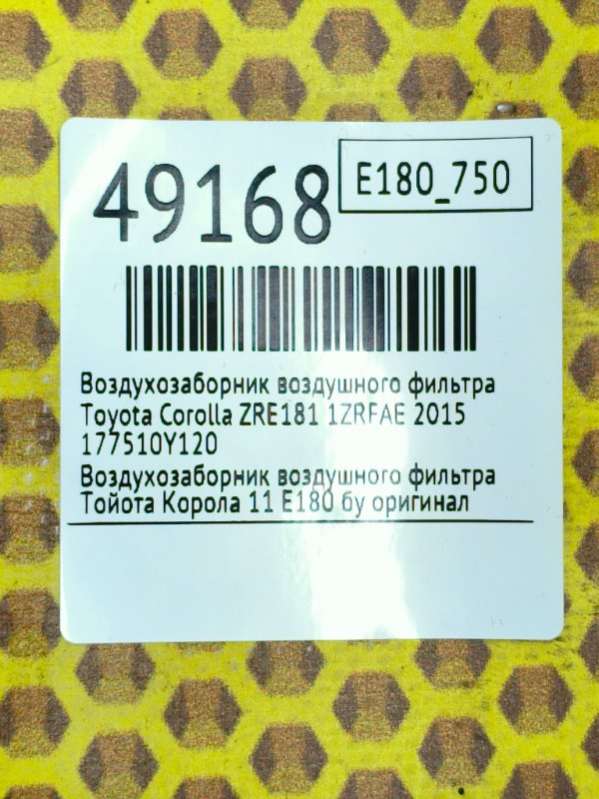 49168
E180_750
Воздухозаборник воздушного фильтра
Toyota Corolla ZRE181 1ZRFAE 2015
177510Y120
Воздухозаборник воздушного фильтра
Тойота Корола 11 E180 бу оригинал